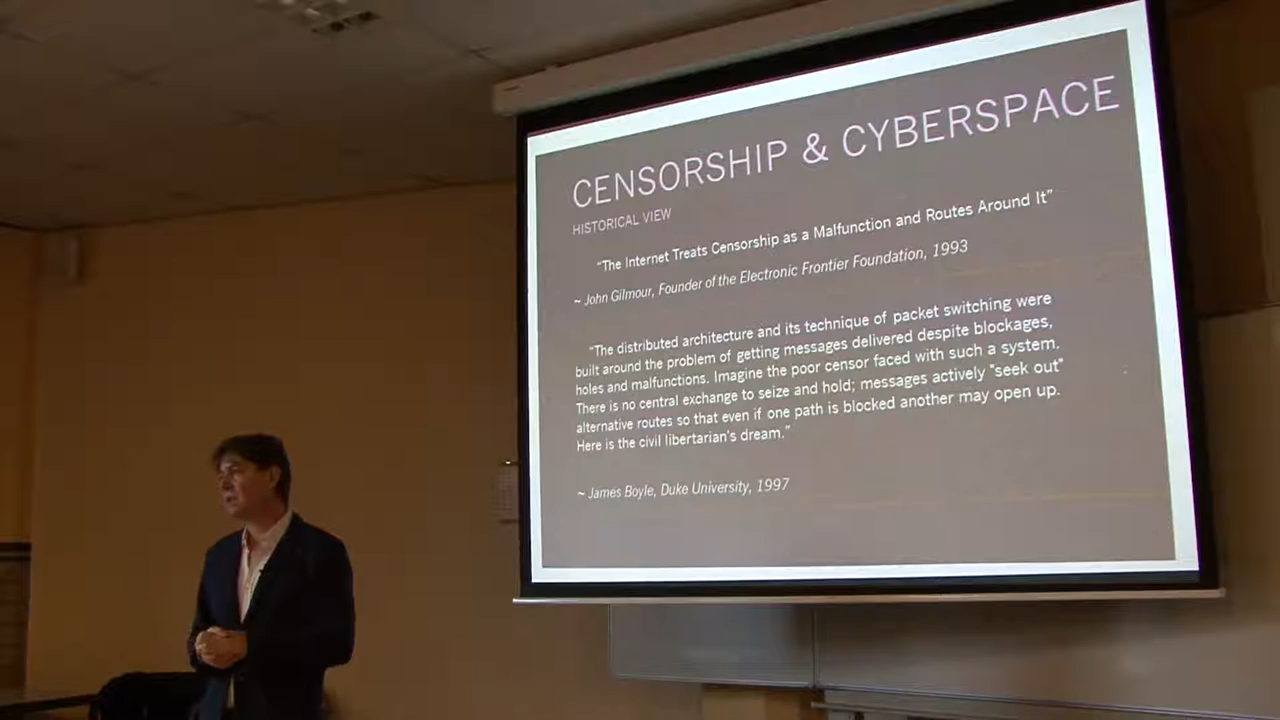 CENSORSHIP & CYBERSPACE
HISTORICAL VIEW
"The Internet Treats Censorship as a Malfunction and Routes Around It"
~ John Gilmour, Founder of the Electronic Frontier Foundation, 1993
"The distributed architecture and its technique of packet switching were
built around the problem of getting messages delivered despite blockages,
holes and malfunctions. Imagine the poor censor faced with such a system.
There is no central exchange to seize and hold; messages actively "seek out"
alternative routes so that even if one path is blocked another may open up.
Here is the civil libertarian's dream."
~ James Boyle, Duke University, 1997